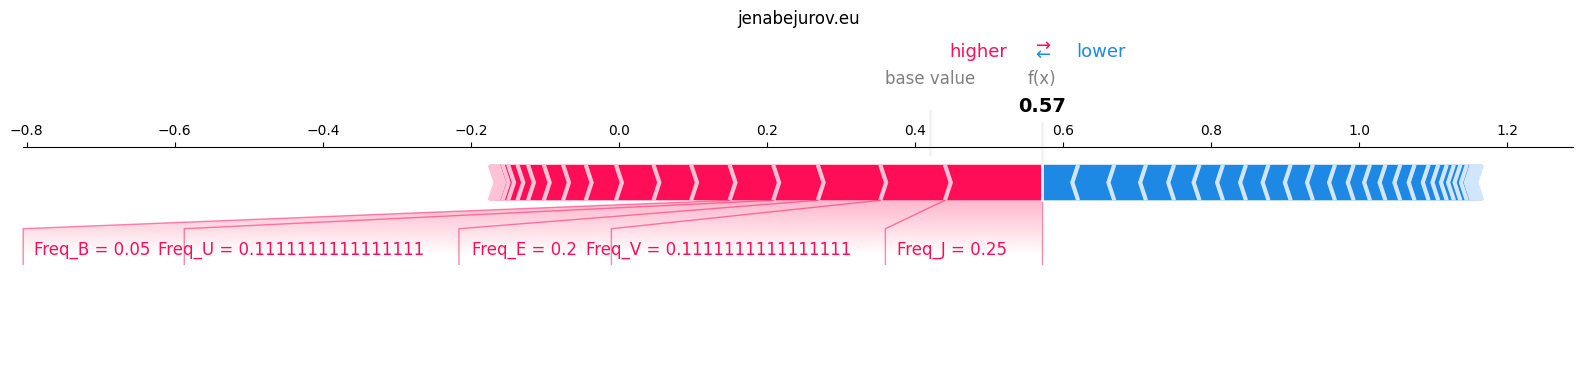 jenabejurov.eu
higher → ← lower
base value f(x)
0.57
−0.8 −0.6 −0.4 −0.2 0.0 0.2 0.4 0.6 0.8 1.0 1.2
Freq_B = 0.05 Freq_U = 0.1111111111111111 Freq_E = 0.2 Freq_V = 0.1111111111111111 Freq_J = 0.25